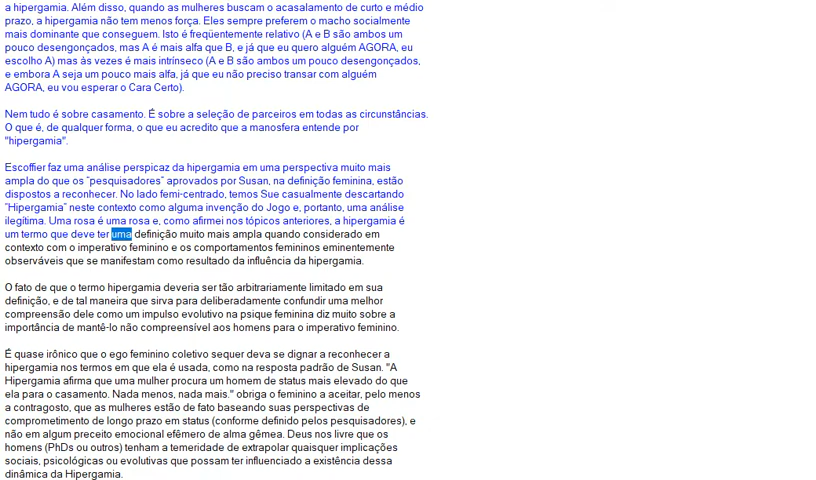 a hipergamia. Além disso, quando as mulheres buscam o acasalamento de curto e médio
prazo, a hipergamia não tem menos força. Eles sempre preferem o macho socialmente
mais dominante que conseguem. Isto é freqüentemente relativo (A e B são ambos um
pouco desengonçados, mas A é mais alfa que B, e já que eu quero alguém AGORA, eu
escolho A) mas às vezes é mais intrínseco (A e B são ambos um pouco desengonçados,
e embora A seja um pouco mais alfa, já que eu não preciso transar com alguém
AGORA, eu vou esperar o Cara Certo).
Nem tudo é sobre casamento. É sobre a seleção de parceiros em todas as circunstâncias.
O que é, de qualquer forma, o que eu acredito que a manosfera entende por
"hipergamia".
Escoffier faz uma análise perspicaz da hipergamia em uma perspectiva muito mais
ampla do que os “pesquisadores” aprovados por Susan, na definição feminina, estão
dispostos a reconhecer. No lado femi-centrado, temos Sue casualmente descartando
“Hipergamia” neste contexto como alguma invenção do Jogo e, portanto, uma análise
ilegítima. Uma rosa é uma rosa e, como afirmei nos tópicos anteriores, a hipergamia é
um termo que deve ter uma definição muito mais ampla quando considerado em
contexto com o imperativo feminino e os comportamentos femininos eminentemente
observáveis que se manifestam como resultado da influência da hipergamia.
O fato de que o termo hipergamia deveria ser tão arbitrariamente limitado em sua
definição, e de tal maneira que sirva para deliberadamente confundir uma melhor
compreensão dele como um impulso evolutivo na psique feminina diz muito sobre a
importância de mantê-lo não compreensível aos homens para o imperativo feminino.
É quase irônico que o ego feminino coletivo sequer deva se dignar a reconhecer a
hipergamia nos termos em que ela é usada, como na resposta padrão de Susan. "A
Hipergamia afirma que uma mulher procura um homem de status mais elevado do que
ela para o casamento. Nada menos, nada mais." obriga o feminino a aceitar, pelo menos
a contragosto, que as mulheres estão de fato baseando suas perspectivas de
comprometimento de longo prazo em status (conforme definido pelos pesquisadores), e
não em algum preceito emocional efêmero de alma gêmea. Deus nos livre que os
homens (PhDs ou outros) tenham a temeridade de extrapolar quaisquer implicações
sociais, psicológicas ou evolutivas que possam ter influenciado a existência dessa
dinâmica da Hipergamia.